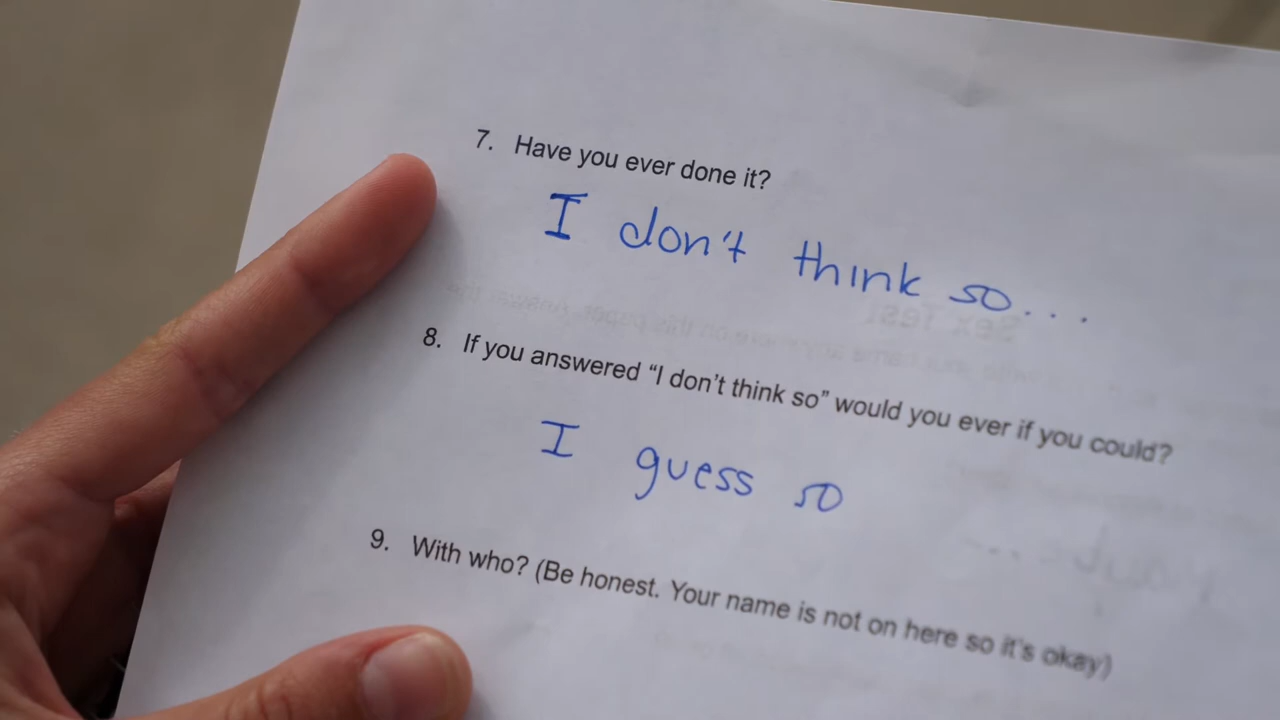 7. Have you ever done it?
I don't think so...
8. If you answered “I don't think so” would you ever if you could?
I guess so
9. With who? (Be honest. Your name is not on here so it's okay)